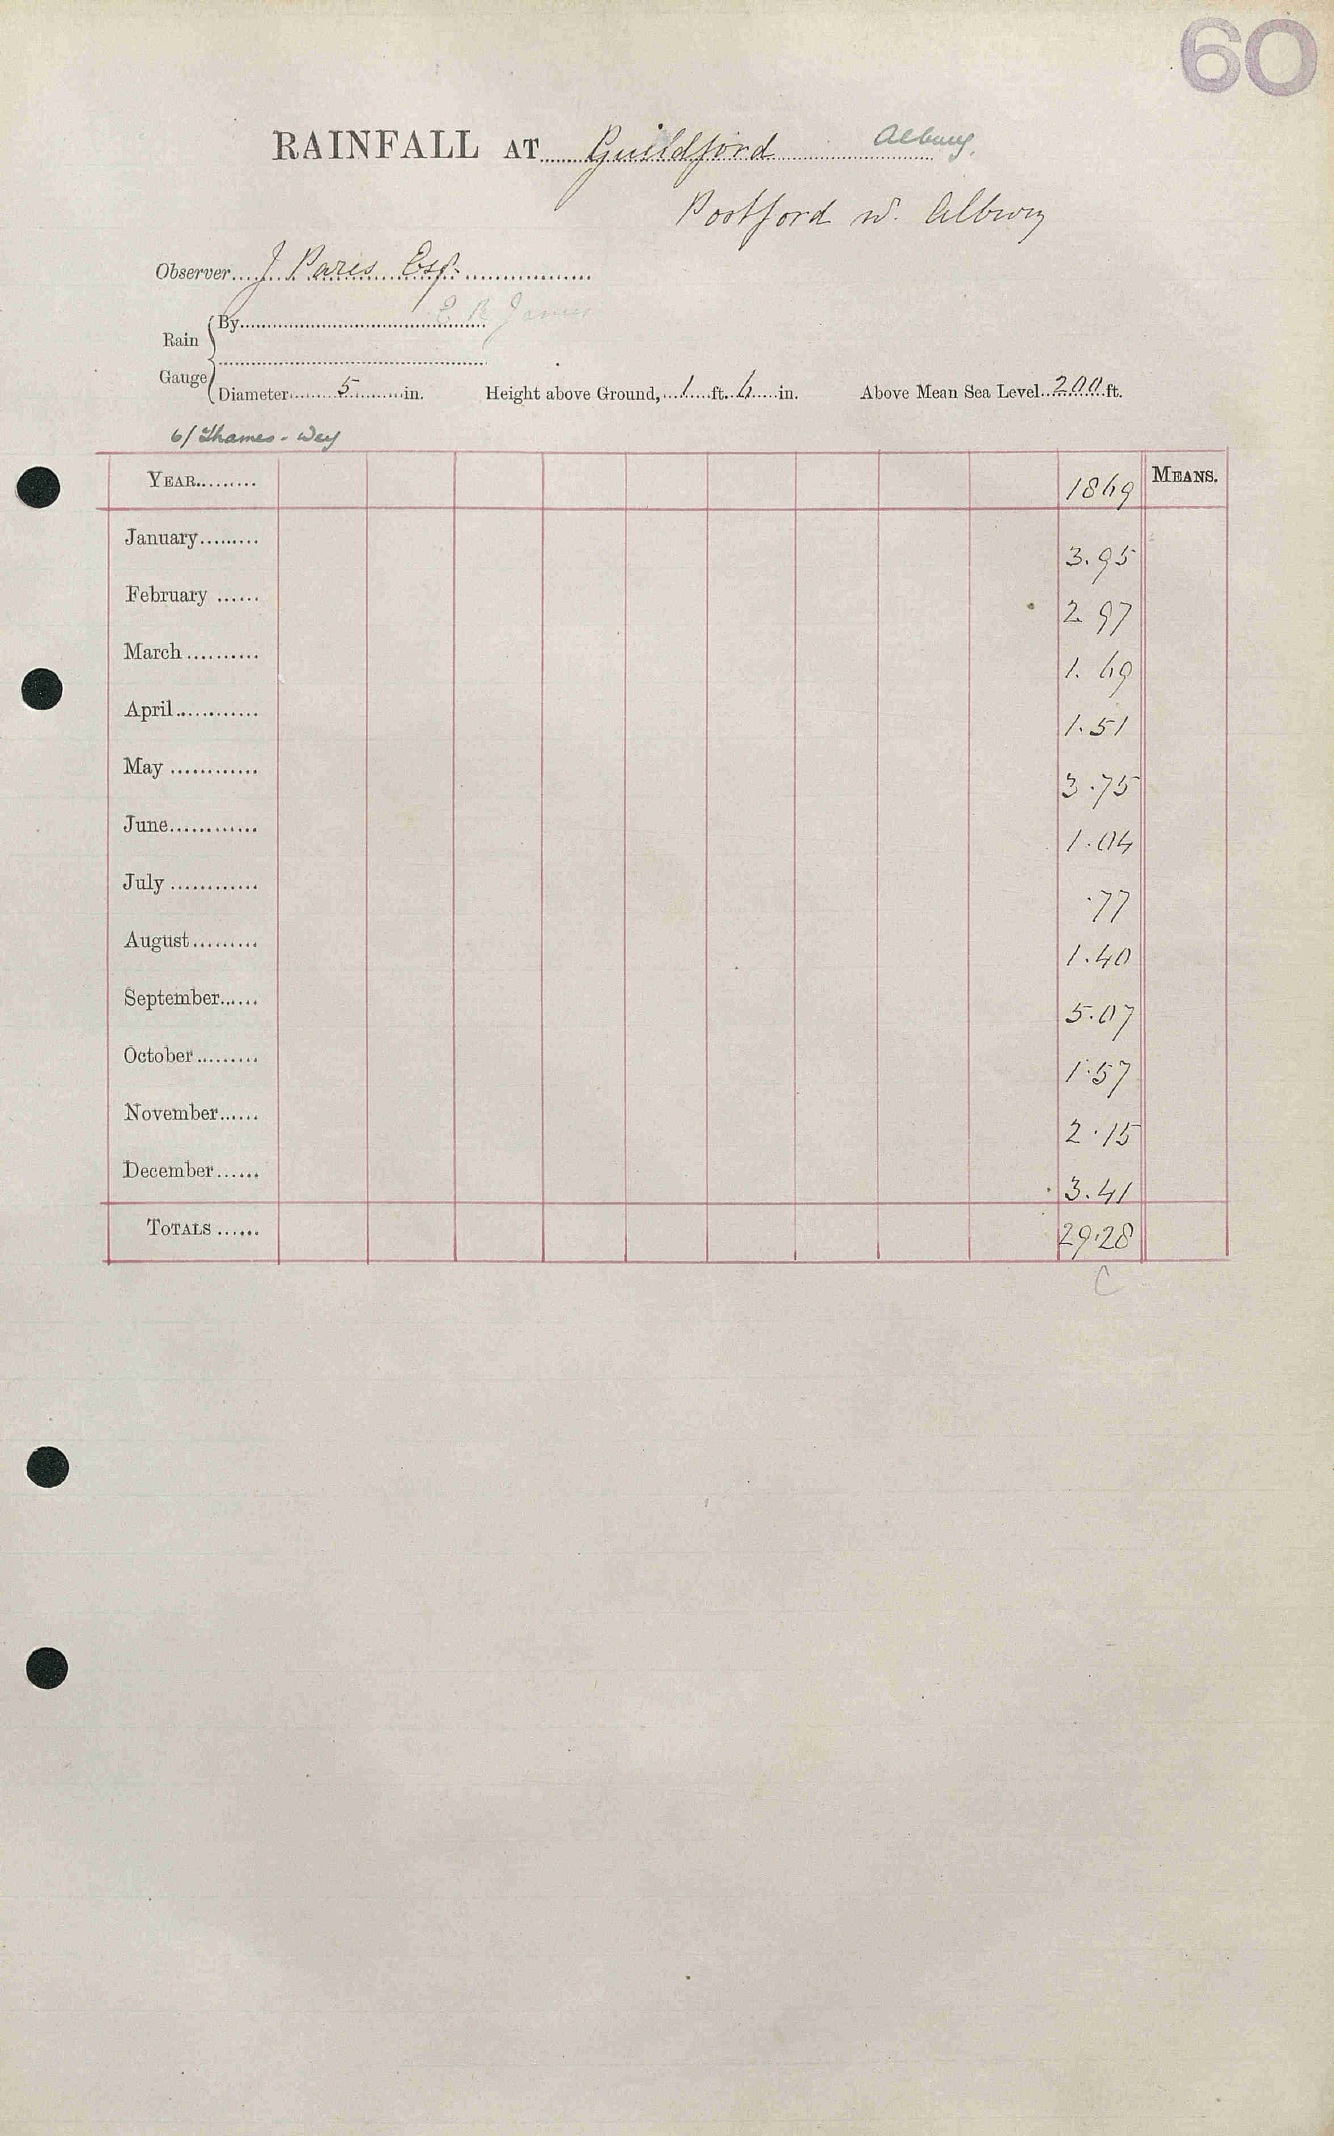 60
RAINFALL AT Guildford Albury.
Postford nr. Albury
Observer J Paris Esq.
Rain Gauge By
Diameter 5 in. Height above Ground, 1 ft. 6 in. Above Mean Sea Level 200 ft.
6/ Thames - Wey
YEAR 1869 MEANS.
January 3.95
February 2 97
March 1. 69
April 1.51
May 3.75
June 1.04
July .77
August 1.40
September 5.07
October 1.57
November 2.15
December 3.41
TOTALS 29.28
C